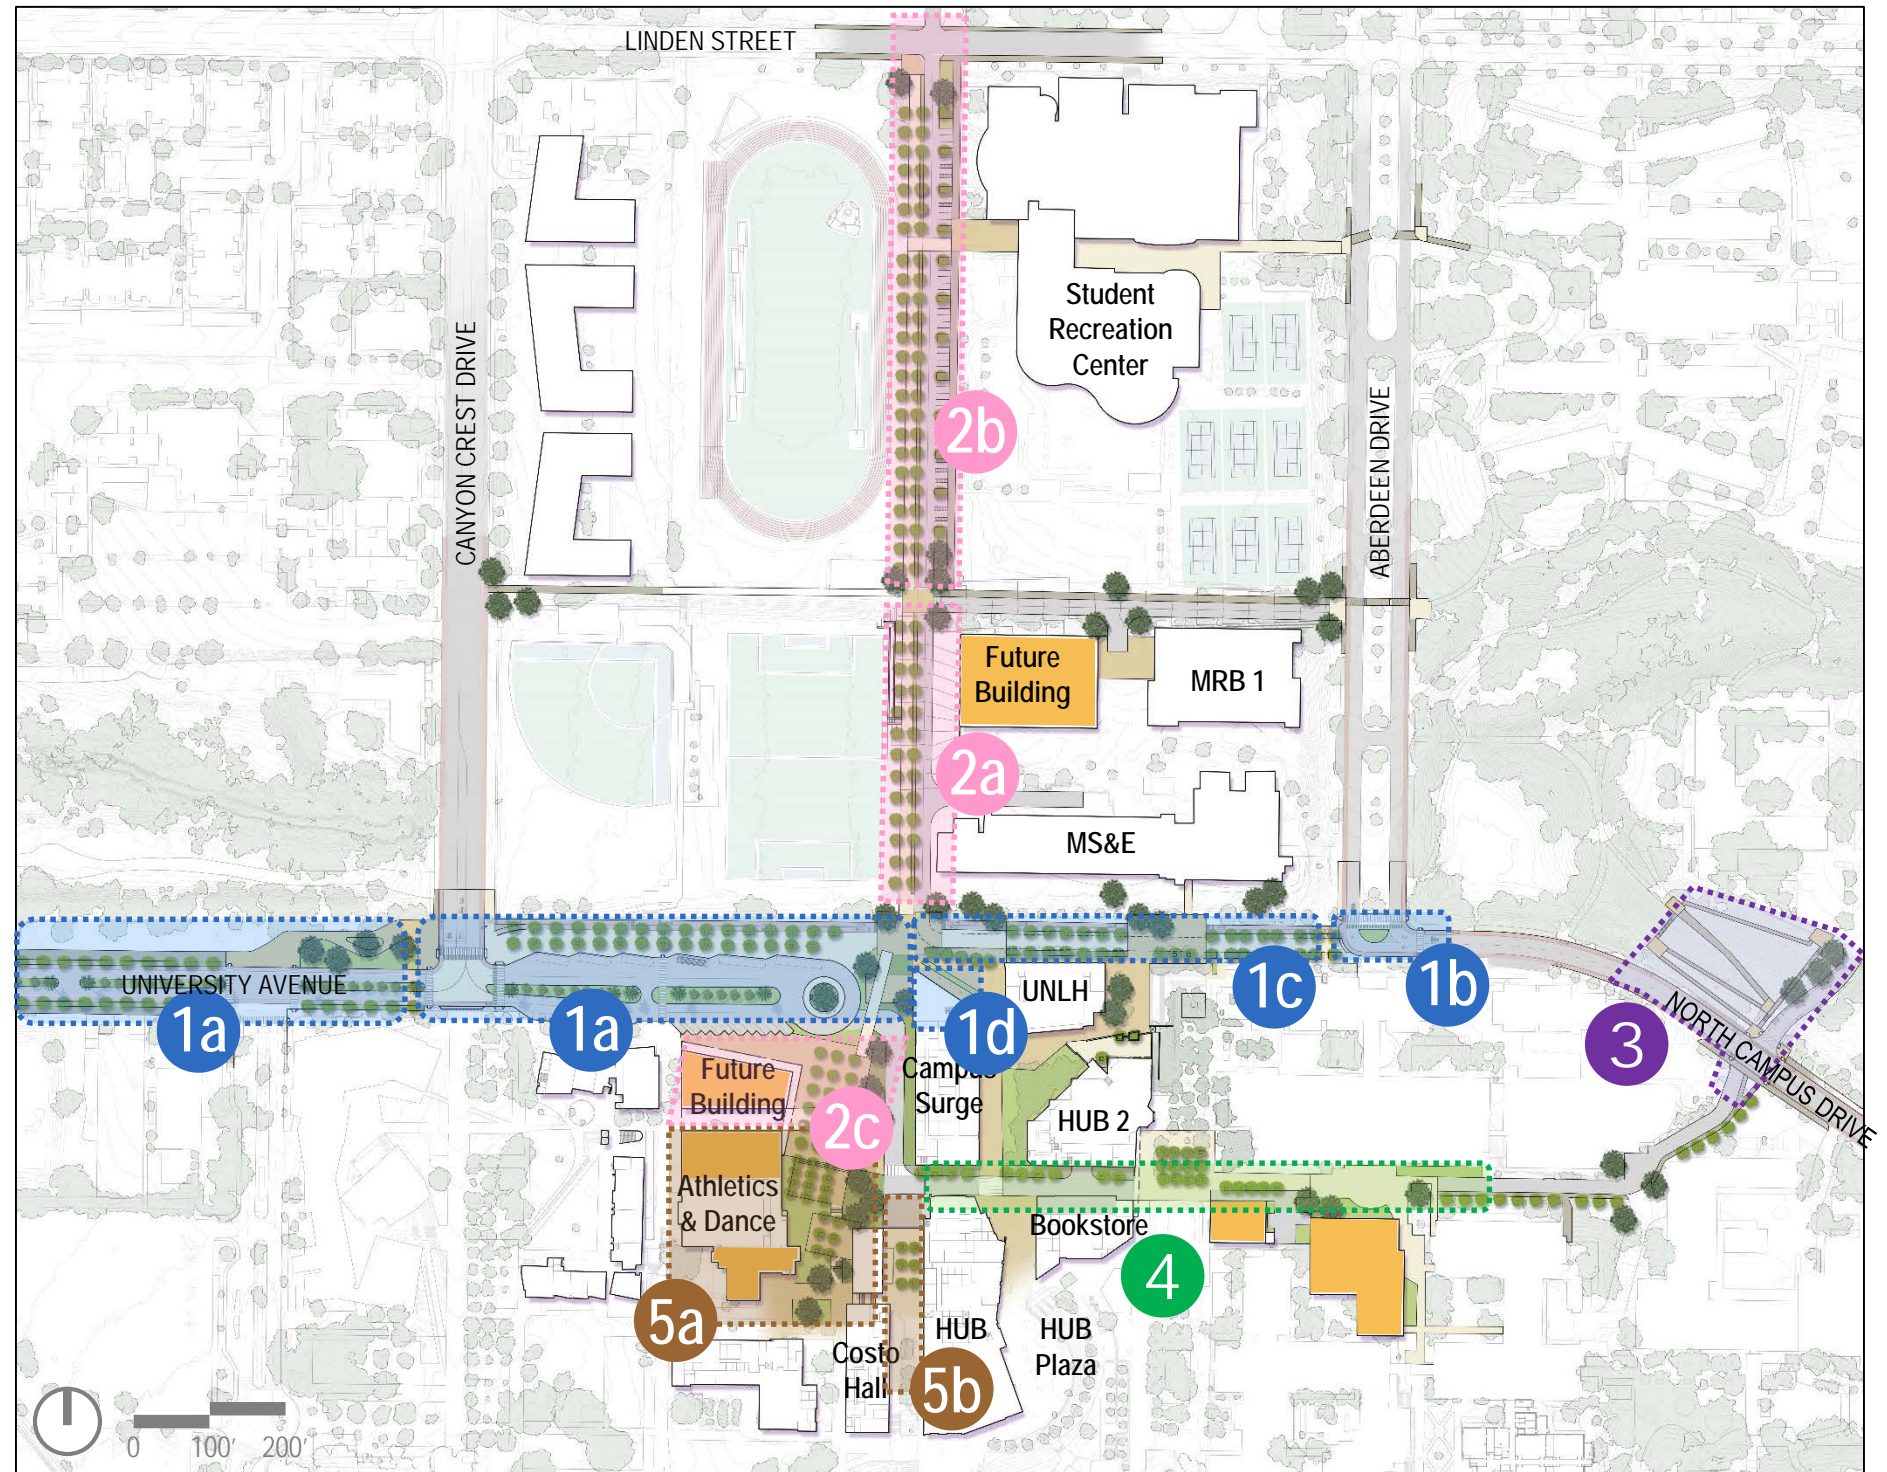 LINDEN STREET
CANYON CREST DRIVE
Student
Recreation
Center
ABERDEEN DRIVE
2b
Future
Building
MRB 1
2a
MS&E
UNIVERSITY AVENUE
1a
1a
UNLH
1c
1b
1d
3
NORTH CAMPUS DRIVE
Future
Building
Campus
Surge
HUB 2
2c
Athletics
& Dance
Bookstore
4
5a
HUB
HUB
Plaza
Costo
Hall
5b
0 100' 200'